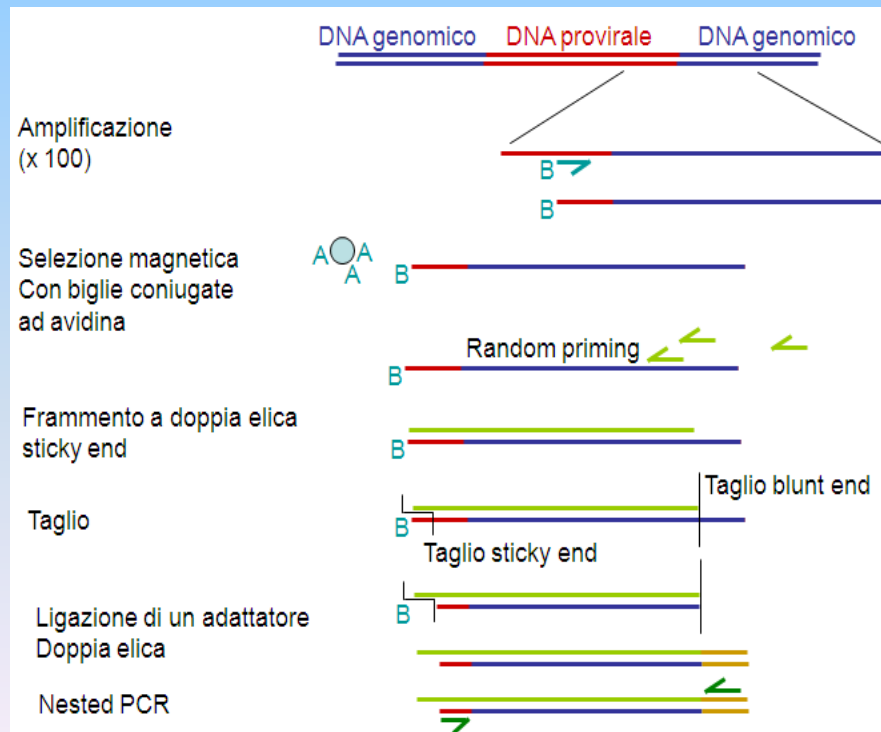 DNA genomico DNA provirale DNA genomico
Amplificazione
(x 100)
B
B
Selezione magnetica
Con biglie coniugate
ad avidina
A A
A
B
Random priming
B
Frammento a doppia elica
sticky end
B
Taglio blunt end
Taglio
B
Taglio sticky end
Ligazione di un adattatore
Doppia elica
B
Nested PCR